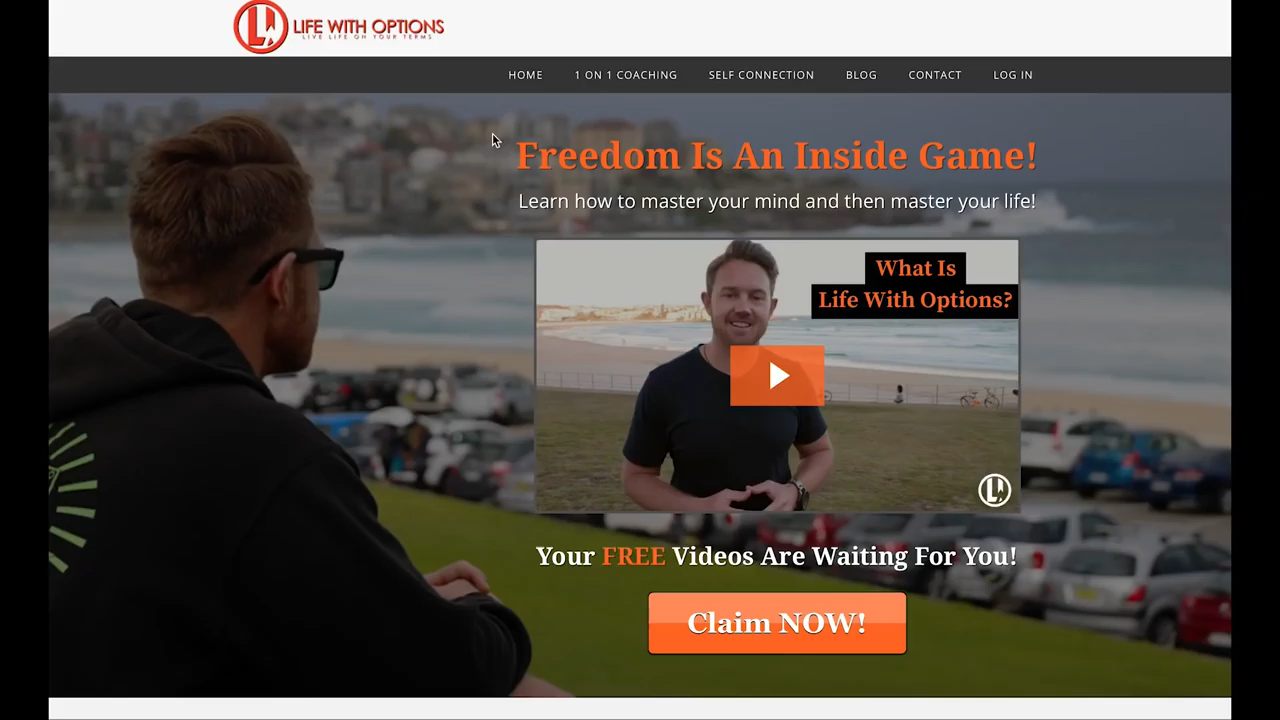 LIFE WITH OPTIONS
LIVE LIFE ON YOUR TERMS
HOME 1 ON 1 COACHING SELF CONNECTION BLOG CONTACT LOG IN
Freedom Is An Inside Game!
Learn how to master your mind and then master your life!
What Is
Life With Options?
Your FREE Videos Are Waiting For You!
Claim NOW!